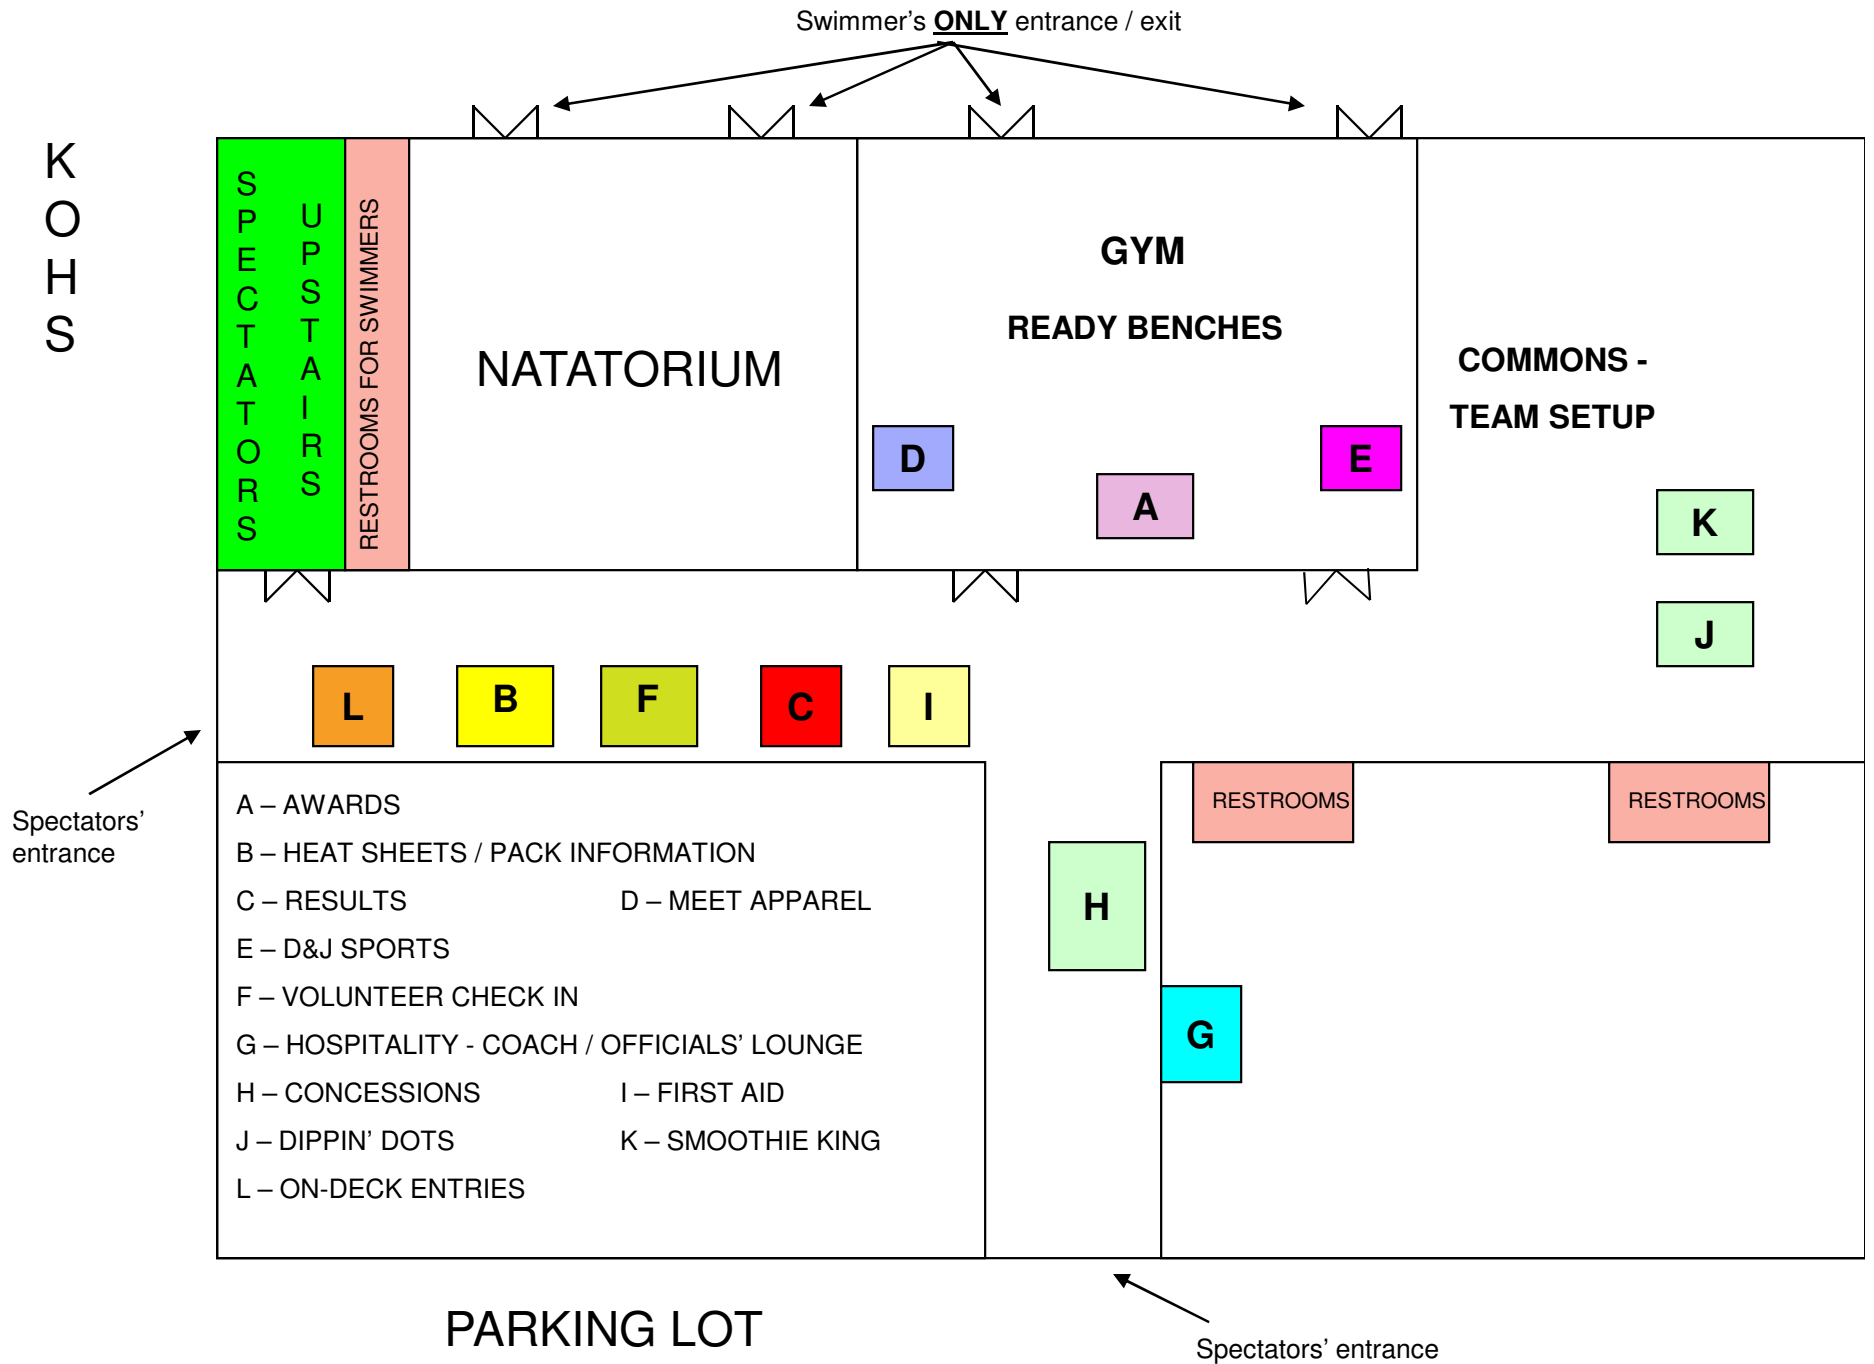 Swimmer’s ONLY entrance / exit
KOHS
SPECTATORS
UPSTAIRS
RESTROOMS FOR SWIMMERS
NATATORIUM
GYM
READY BENCHES
D
A
E
COMMONS -
TEAM SETUP
K
J
L
B
F
C
I
Spectators’
entrance
A – AWARDS
B – HEAT SHEETS / PACK INFORMATION
C – RESULTS D – MEET APPAREL
E – D&J SPORTS
F – VOLUNTEER CHECK IN
G – HOSPITALITY - COACH / OFFICIALS’ LOUNGE
H – CONCESSIONS I – FIRST AID
J – DIPPIN’ DOTS K – SMOOTHIE KING
L – ON-DECK ENTRIES
RESTROOMS
RESTROOMS
H
G
PARKING LOT
Spectators’ entrance